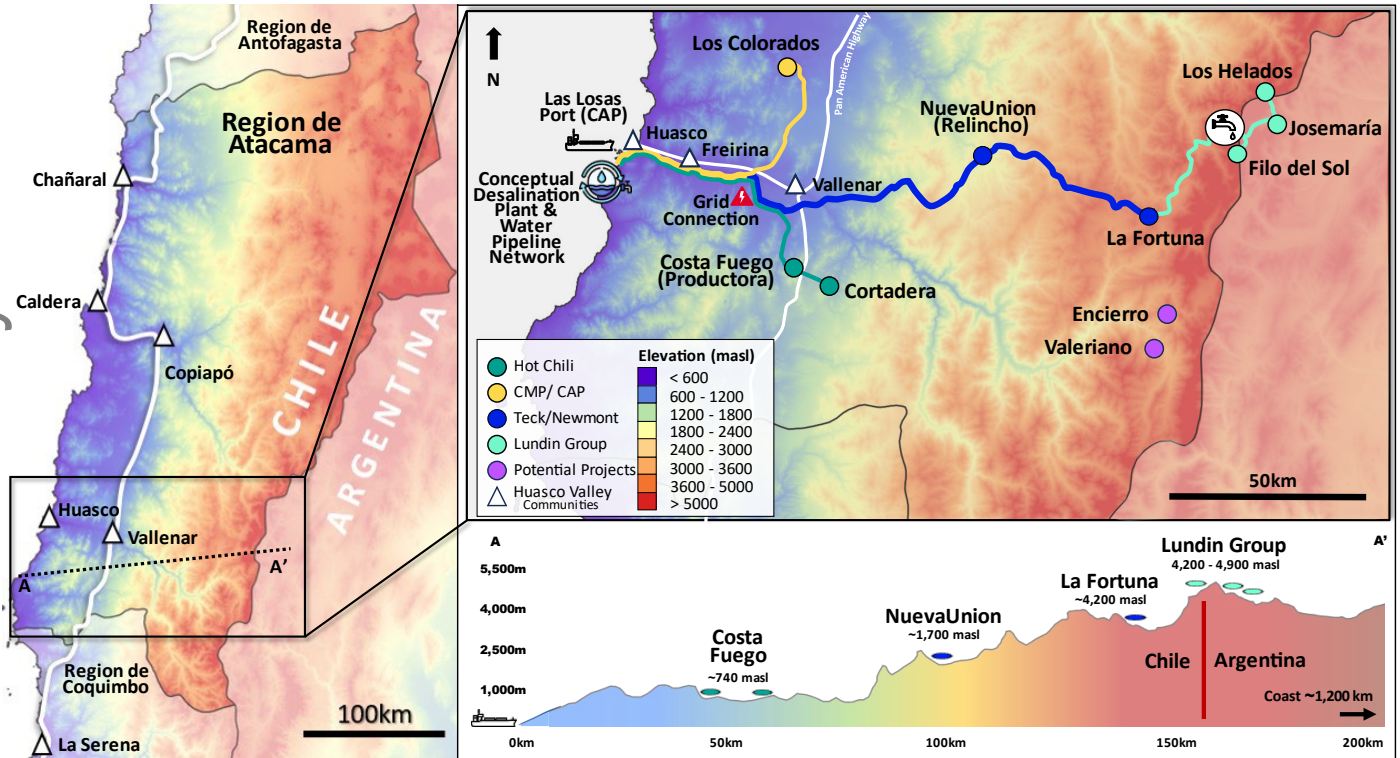 Region de
Antofagasta
Region de
Atacama
Chañaral
Caldera
Copiapó
CHILE
ARGENTINA
Huasco
Vallenar
A
A'
Region de
Coquimbo
La Serena
100km
N
Los Colorados
Pan American Highway
Las Losas
Port (CAP)
Huasco
Freirina
Conceptual
Desalination
Plant &
Water
Pipeline
Network
Grid
Connection
Vallenar
NuevaUnion
(Relincho)
Los Helados
Josemaría
Filo del Sol
La Fortuna
Costa Fuego
(Productora)
Cortadera
Encierro
Valeriano
Hot Chili
CMP/ CAP
Teck/Newmont
Lundin Group
Potential Projects
Huasco Valley
Communities
Elevation (masl)
< 600
600 - 1200
1200 - 1800
1800 - 2400
2400 - 3000
3000 - 3600
3600 - 5000
> 5000
50km
A
A'
5,500m
4,000m
2,500m
1,000m
Costa
Fuego
~740 masl
NuevaUnion
~1,700 masl
La Fortuna
~4,200 masl
Lundin Group
4,200 - 4,900 masl
Chile
Argentina
Coast ~1,200 km
0km
50km
100km
150km
200km